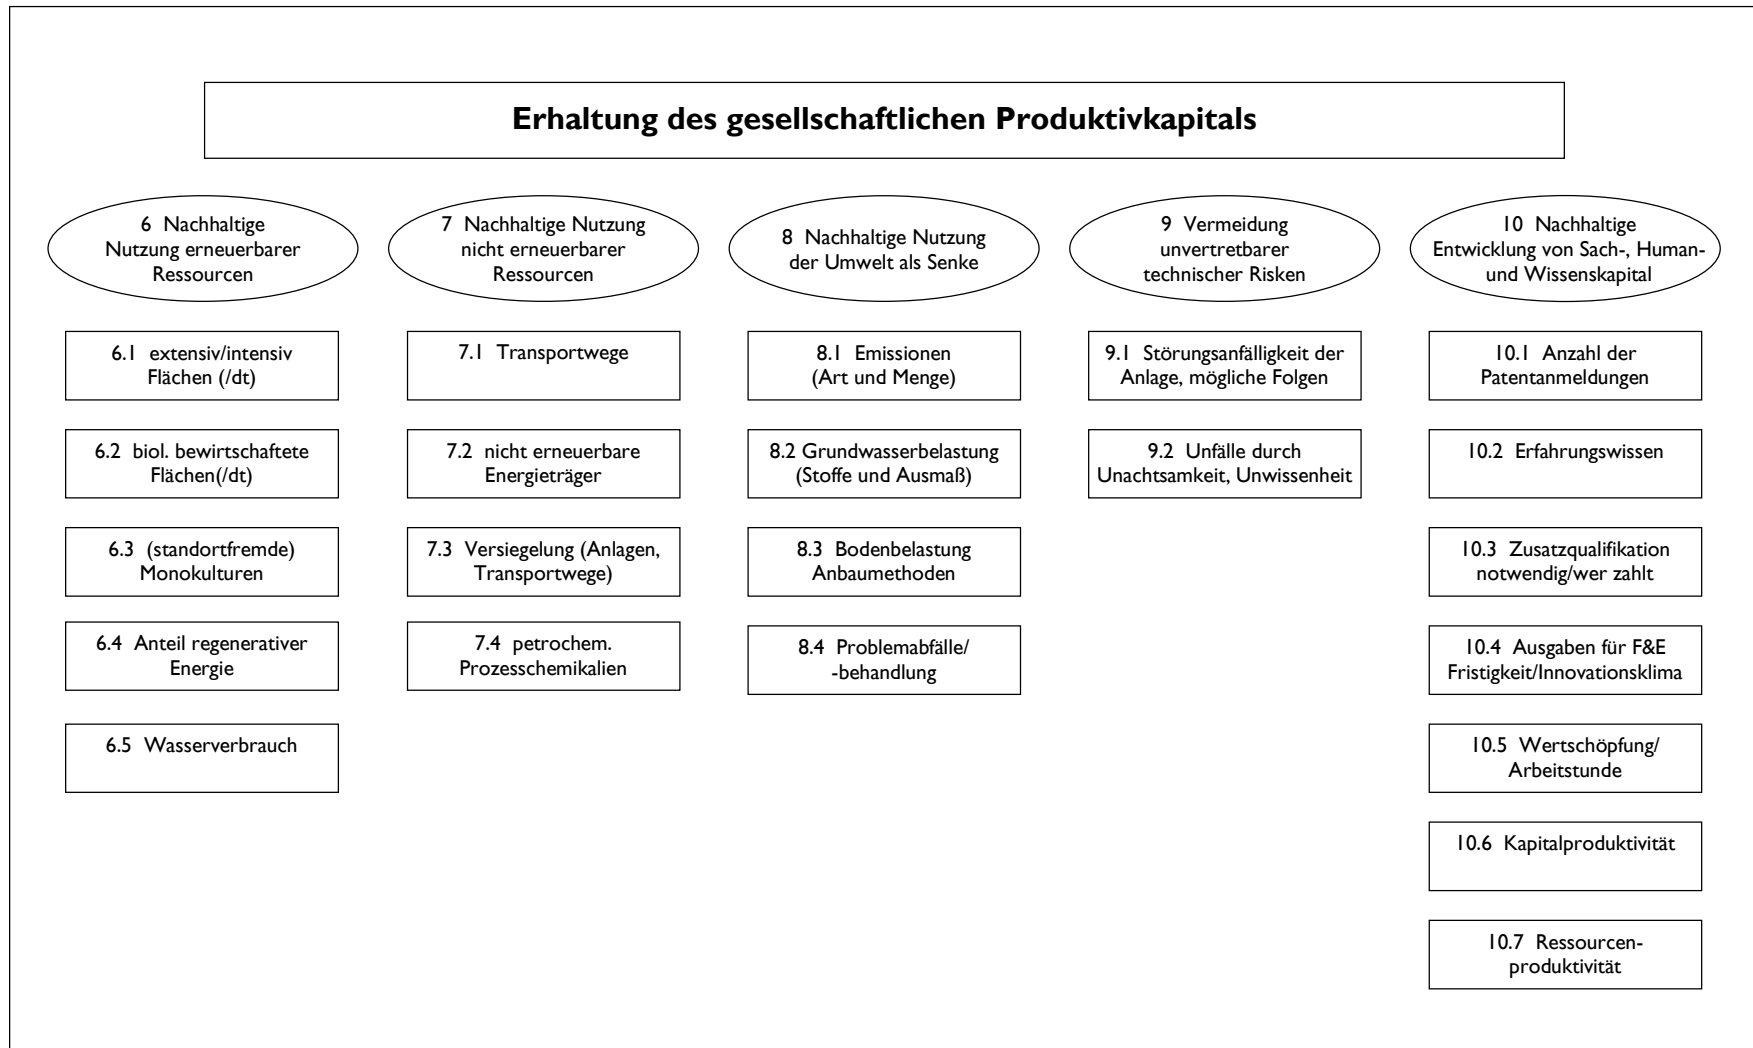 Erhaltung des gesellschaftlichen Produktivkapitals
6 Nachhaltige
Nutzung erneuerbarer
Ressourcen
6.1 extensiv/intensiv
Flächen (/dt)
6.2 biol. bewirtschaftete
Flächen(/dt)
6.3 (standortfremde)
Monokulturen
6.4 Anteil regenerativer
Energie
6.5 Wasserverbrauch
7 Nachhaltige Nutzung
nicht erneuerbarer
Ressourcen
7.1 Transportwege
7.2 nicht erneuerbare
Energieträger
7.3 Versiegelung (Anlagen,
Transportwege)
7.4 petrochem.
Prozesschemikalien
8 Nachhaltige Nutzung
der Umwelt als Senke
8.1 Emissionen
(Art und Menge)
8.2 Grundwasserbelastung
(Stoffe und Ausmaß)
8.3 Bodenbelastung
Anbaumethoden
8.4 Problemabfälle/
-behandlung
9 Vermeidung
unvertretbarer
technischer Risken
9.1 Störungsanfälligkeit der
Anlage, mögliche Folgen
9.2 Unfälle durch
Unachtsamkeit, Unwissenheit
10 Nachhaltige
Entwicklung von Sach-, Human-
und Wissenskapital
10.1 Anzahl der
Patentanmeldungen
10.2 Erfahrungswissen
10.3 Zusatzqualifikation
notwendig/wer zahlt
10.4 Ausgaben für F&E
Fristigkeit/Innovationsklima
10.5 Wertschöpfung/
Arbeitstunde
10.6 Kapitalproduktivität
10.7 Ressourcen-
produktivität